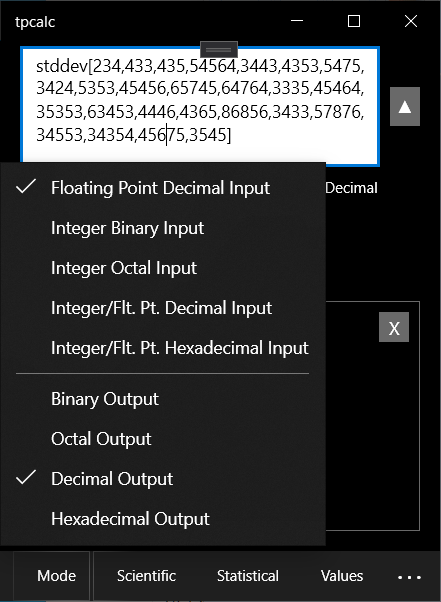 tpcalc
stddev[234,433,435,54564,3443,4353,5475,
3424,5353,45456,65745,64764,3335,45464,
35353,63453,4446,4365,86856,3433,57876,
34553,34354,45675,3545]
▲
Decimal
Floating Point Decimal Input
Integer Binary Input
Integer Octal Input
Integer/Flt. Pt. Decimal Input
Integer/Flt. Pt. Hexadecimal Input
X
Binary Output
Octal Output
Decimal Output
Hexadecimal Output
Mode Scientific Statistical Values ...